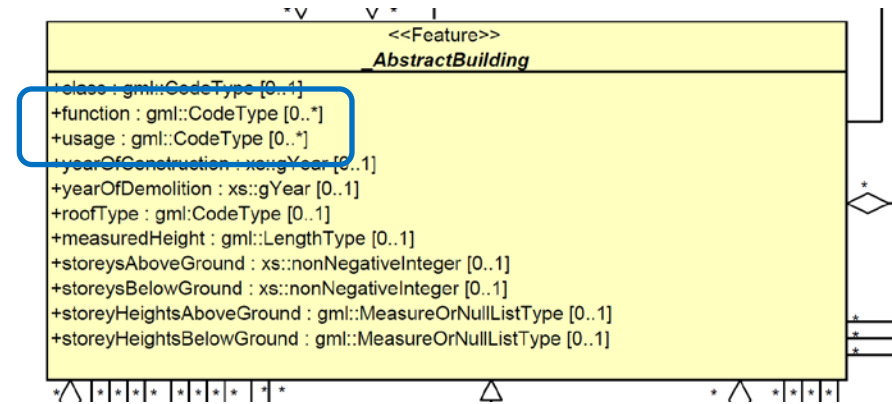 <<Feature>>
_AbstractBuilding
+class : gml::CodeType [0..1]
+function : gml::CodeType [0..*]
+usage : gml::CodeType [0..*]
+yearOfConstruction : xs::gYear [0..1]
+yearOfDemolition : xs::gYear [0..1]
+roofType : gml:CodeType [0..1]
+measuredHeight : gml::LengthType [0..1]
+storeysAboveGround : xs::nonNegativeInteger [0..1]
+storeysBelowGround : xs::nonNegativeInteger [0..1]
+storeyHeightsAboveGround : gml::MeasureOrNullListType [0..1]
+storeyHeightsBelowGround : gml::MeasureOrNullListType [0..1]